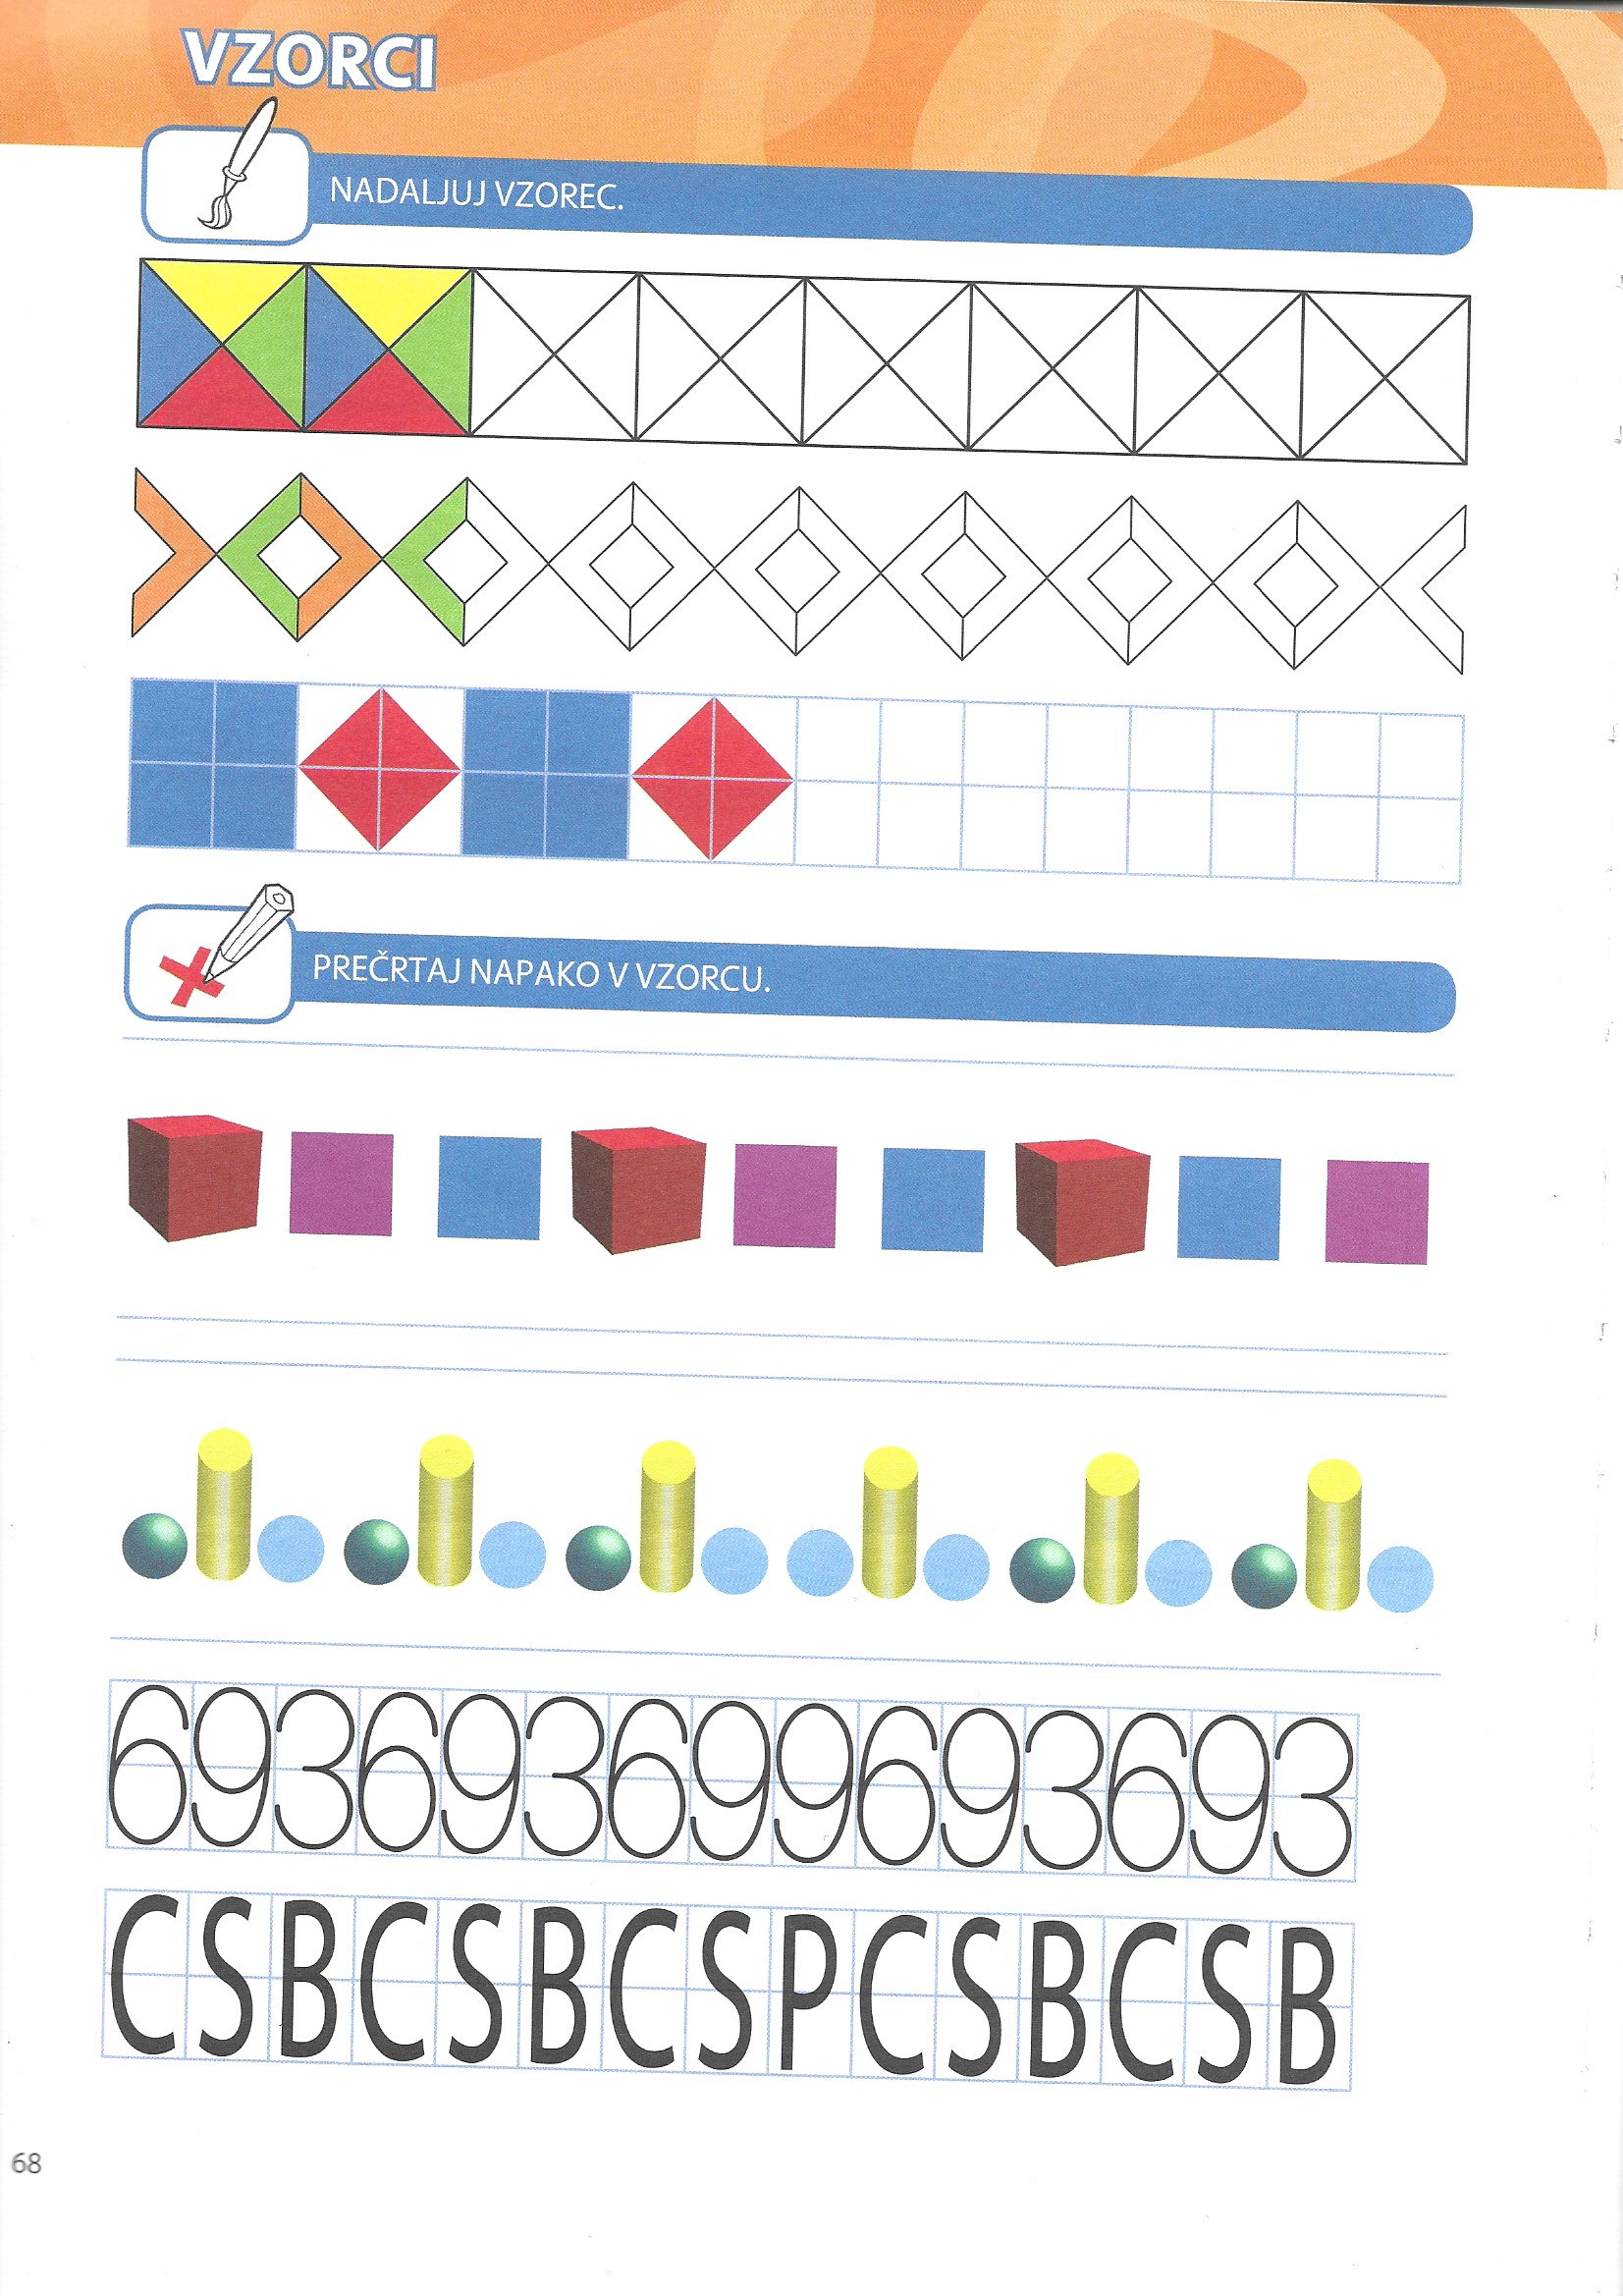 VZORCI
NADALJUJ VZOREC.
PREČRTAJ NAPAKO V VZORCU.
693693699693693
CSBCSBCSPCSBCSB
68